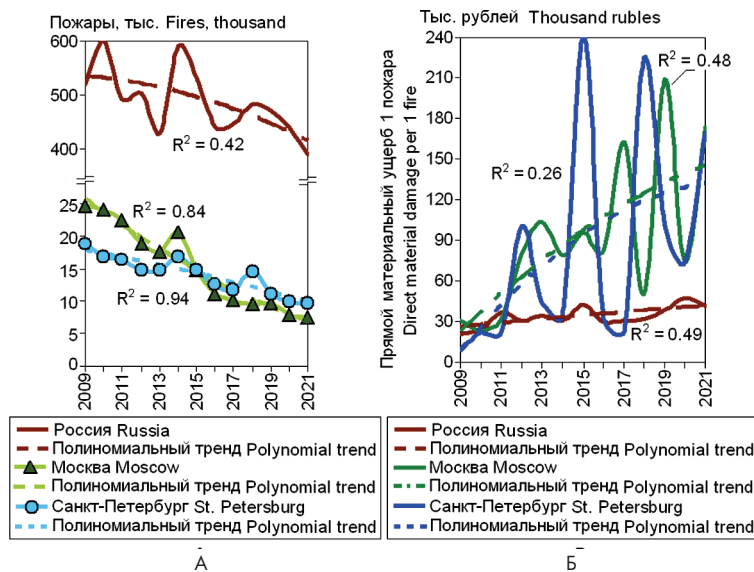 Пожары, тыс. Fires, thousand
600
500
400
25
20
15
10
5
0
R² = 0.42
R² = 0.84
R² = 0.94
2009
2011
2013
2015
2017
2019
2021
Россия Russia
Полиномиальный тренд Polynomial trend
Москва Moscow
Полиномиальный тренд Polynomial trend
Санкт-Петербург St. Petersburg
Полиномиальный тренд Polynomial trend
А
Тыс. рублей Thousand rubles
Прямой материальный ущерб 1 пожара
Direct material damage per 1 fire
240
210
180
150
120
90
60
30
0
R² = 0.48
R² = 0.26
R² = 0.49
2009
2011
2013
2015
2017
2019
2021
Россия Russia
Полиномиальный тренд Polynomial trend
Москва Moscow
Полиномиальный тренд Polynomial trend
Санкт-Петербург St. Petersburg
Полиномиальный тренд Polynomial trend
Б